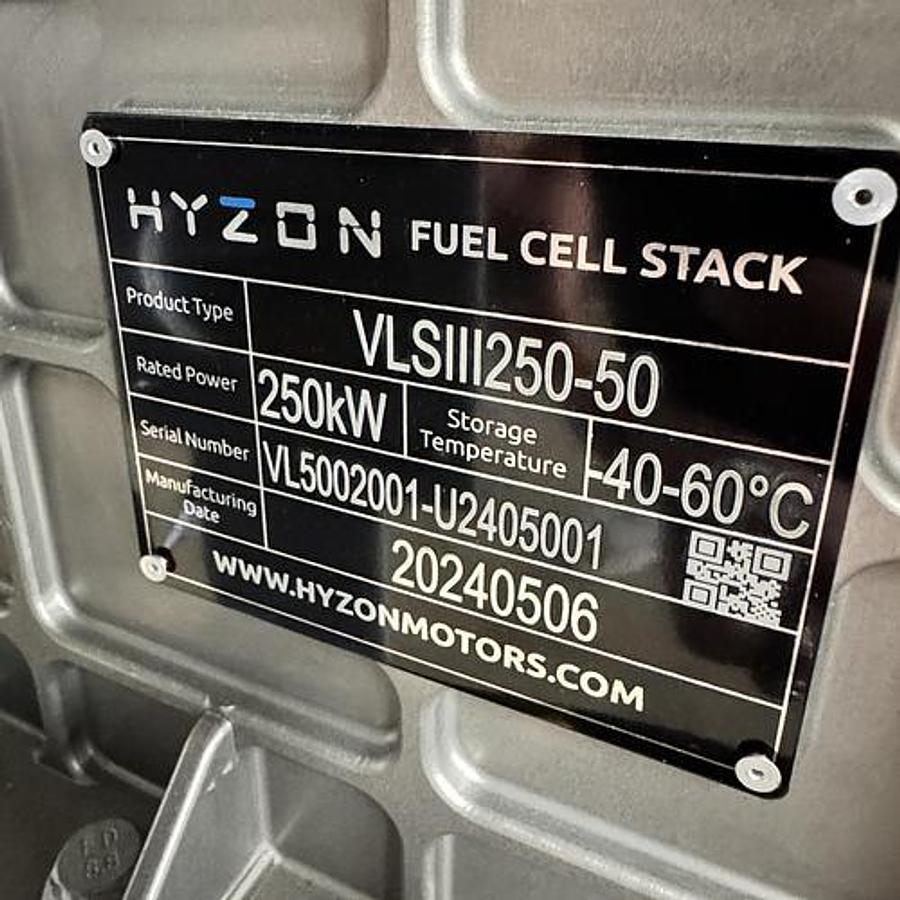 HYZON FUEL CELL STACK
Product Type VLSIII250-50
Rated Power 250kW Storage Temperature -40-60°C
Serial Number VL5002001-U2405001
Manufacturing Date 20240506
WWW.HYZONMOTORS.COM